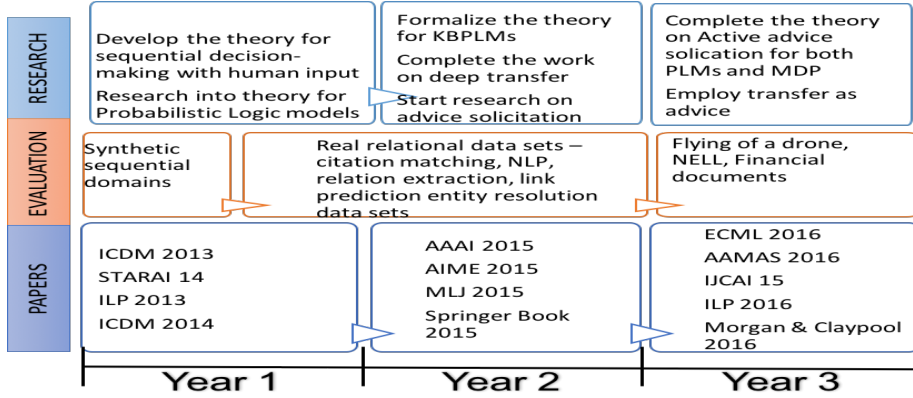 RESEARCH
Develop the theory for
sequential decision-
making with human input
Research into theory for
Probabilistic Logic models
Formalize the theory
for KBPLMs
Complete the work
on deep transfer
Start research on
advice solicitation
Complete the theory
on Active advice
solication for both
PLMs and MDP
Employ transfer as
advice
EVALUATION
Synthetic
sequential
domains
Real relational data sets –
citation matching, NLP,
relation extraction, link
prediction entity resolution
data sets
Flying of a drone,
NELL, Financial
documents
PAPERS
ICDM 2013
STARAI 14
ILP 2013
ICDM 2014
AAAI 2015
AIME 2015
MLJ 2015
Springer Book
2015
ECML 2016
AAMAS 2016
IJCAI 15
ILP 2016
Morgan & Claypool
2016
Year 1
Year 2
Year 3